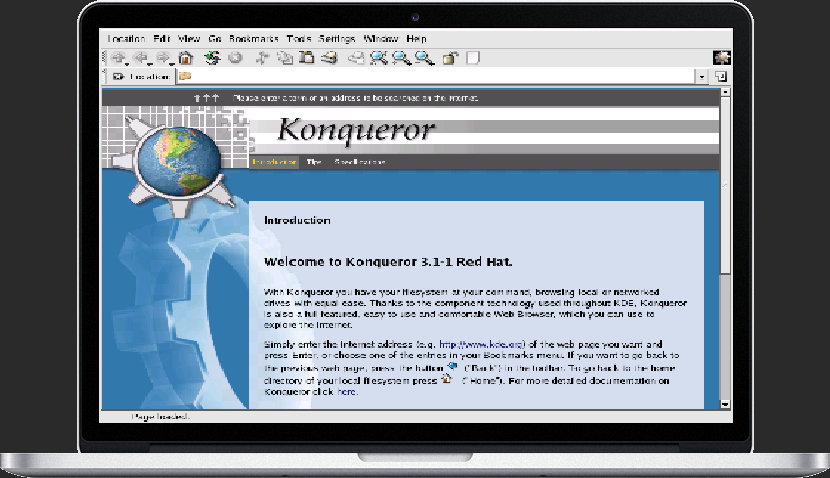 Location Edit View Go Bookmarks Tools Settings Window Help
Location
Please enter a term or an address to be searched on the Internet.
Konqueror
Introduction Tips Specifications
Introduction
Welcome to Konqueror 3.1-1 Red Hat.
With Konqueror you have your filesystem at your command, browsing local or networked
drives with equal ease. Thanks to the component technology used throughout KDE, Konqueror
is also a full featured, easy to use and comfortable Web Browser, which you can use to
explore the Internet.
Simply enter the Internet address (e.g. http://www.kde.org) of the web page you want and
press Enter, or choose one of the entries in your Bookmarks menu. If you want to go back to
the previous web page, press the button ("Back") in the toolbar. To go back to the home
directory of your local filesystem press ("Home"). For more detailed documentation on
Konqueror click here.
Page loaded.